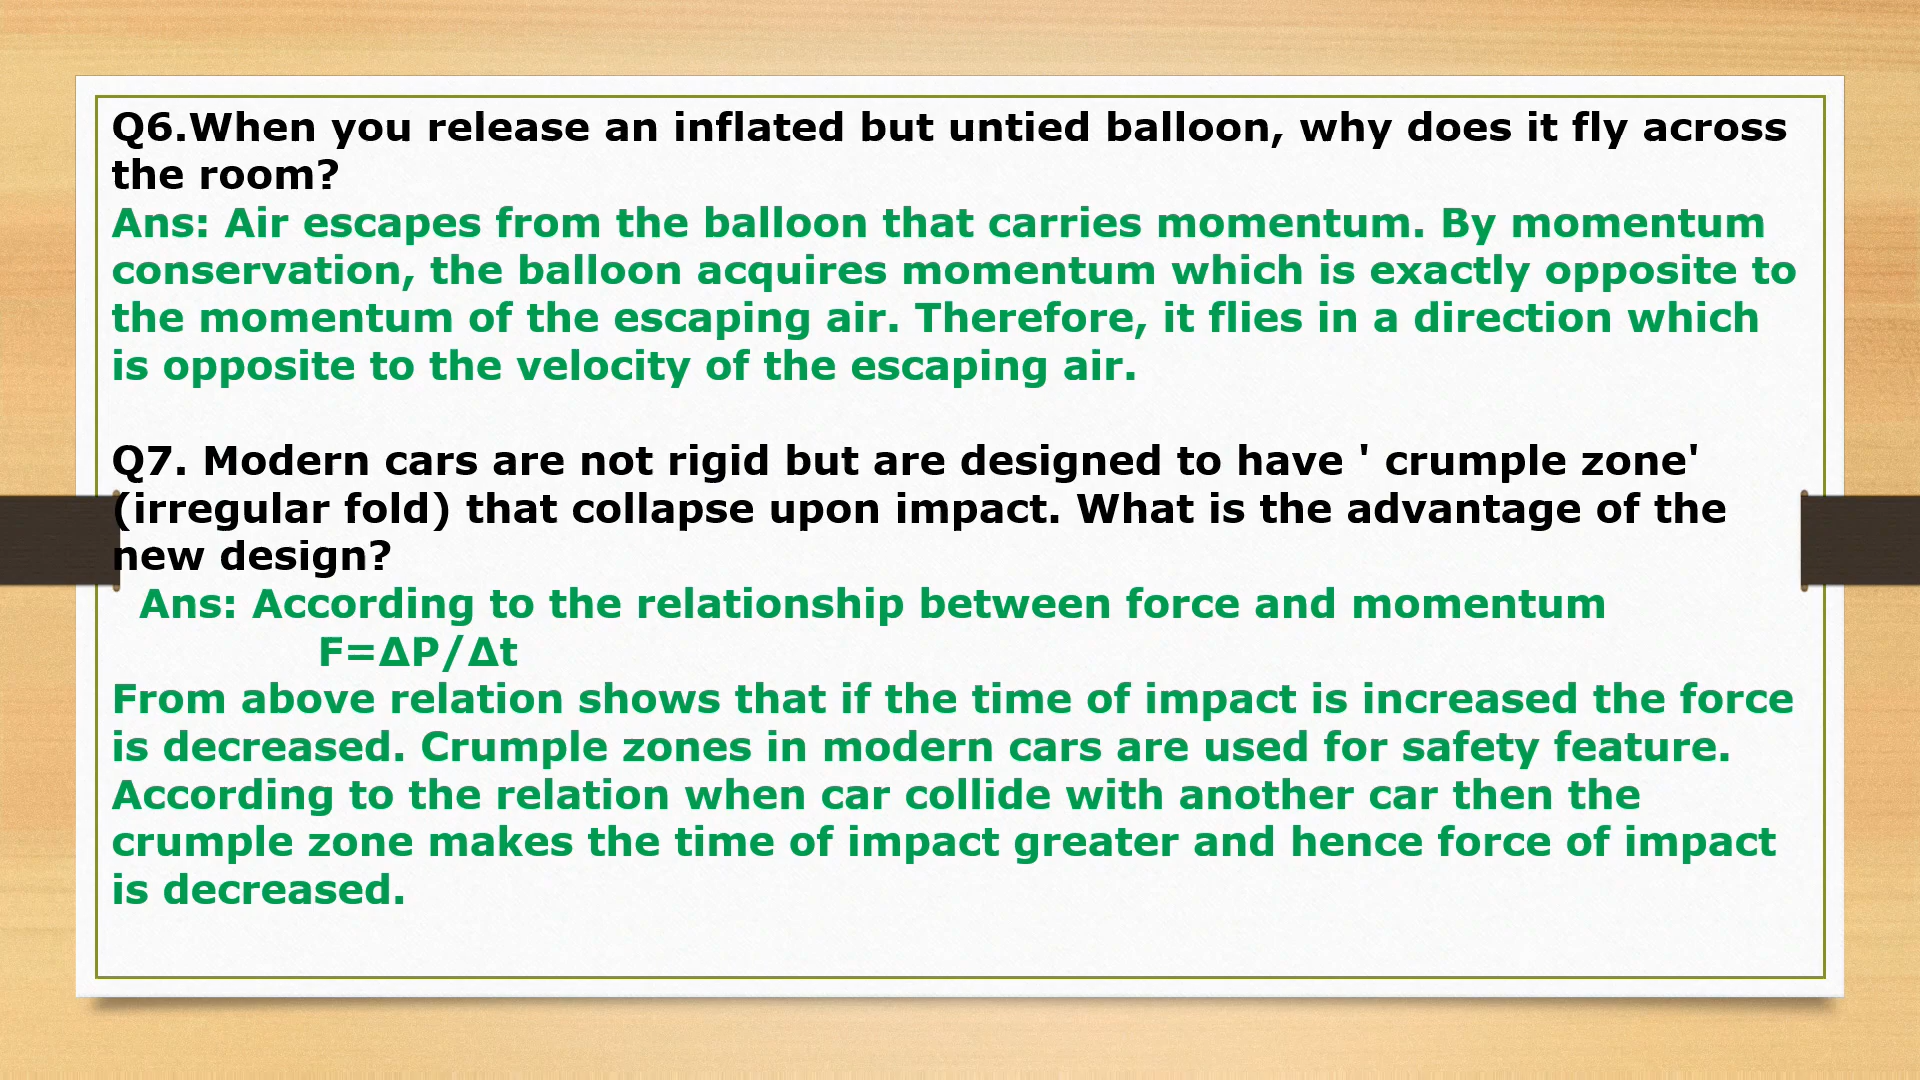 Q6.When you release an inflated but untied balloon, why does it fly across
the room?
Ans: Air escapes from the balloon that carries momentum. By momentum
conservation, the balloon acquires momentum which is exactly opposite to
the momentum of the escaping air. Therefore, it flies in a direction which
is opposite to the velocity of the escaping air.
Q7. Modern cars are not rigid but are designed to have ' crumple zone'
(irregular fold) that collapse upon impact. What is the advantage of the
new design?
Ans: According to the relationship between force and momentum
F=ΔP/Δt
From above relation shows that if the time of impact is increased the force
is decreased. Crumple zones in modern cars are used for safety feature.
According to the relation when car collide with another car then the
crumple zone makes the time of impact greater and hence force of impact
is decreased.